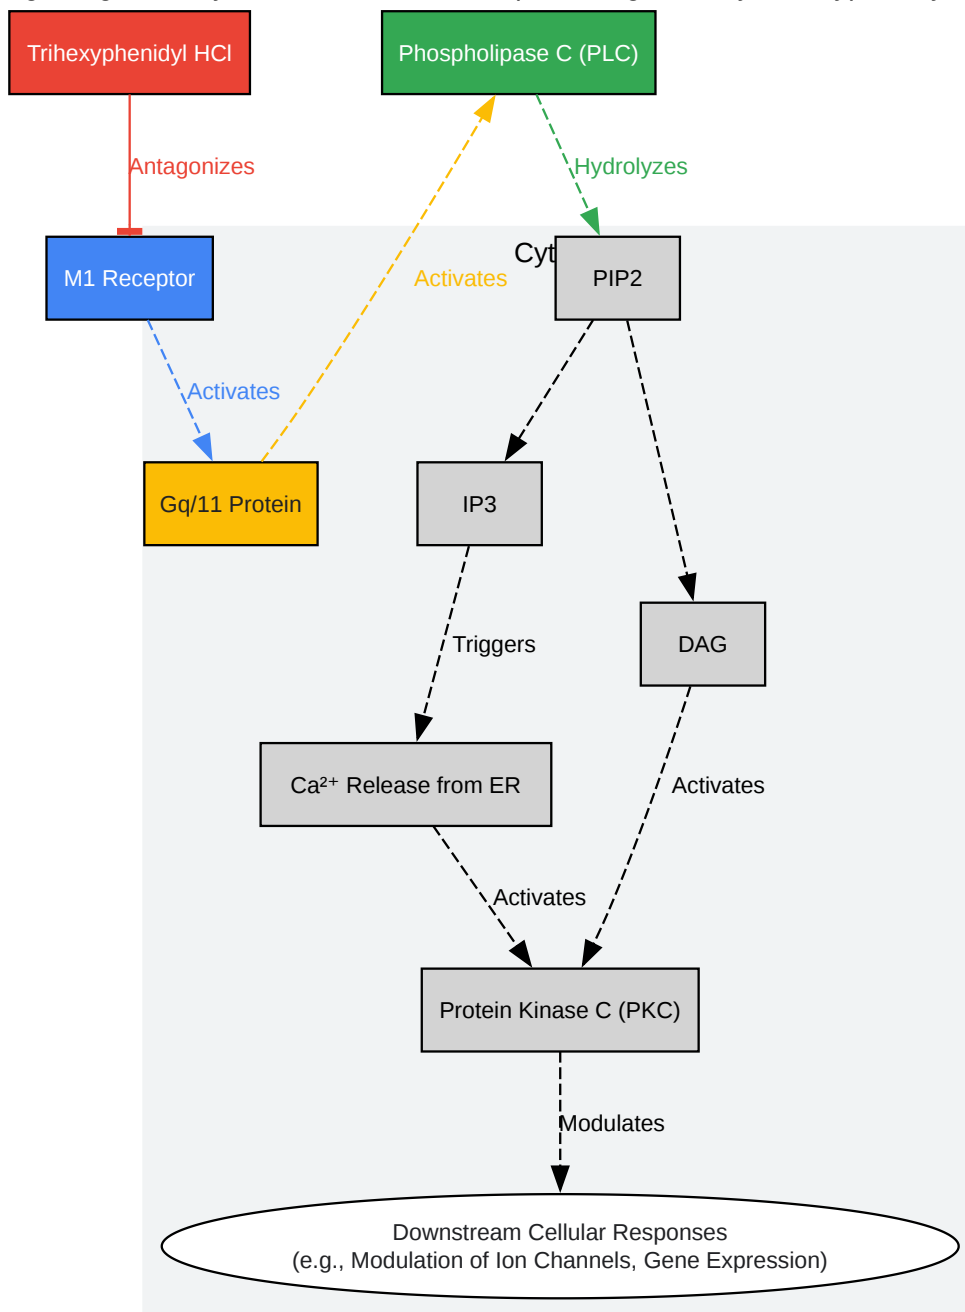 Trihexyphenidyl HCl
Phospholipase C (PLC)
Antagonizes
Hydrolyzes
Cyt
M1 Receptor
Activates
PIP2
Activates
Gq/11 Protein
IP3
Triggers
DAG
Ca²⁺ Release from ER
Activates
Activates
Protein Kinase C (PKC)
Modulates
Downstream Cellular Responses
(e.g., Modulation of Ion Channels, Gene Expression)